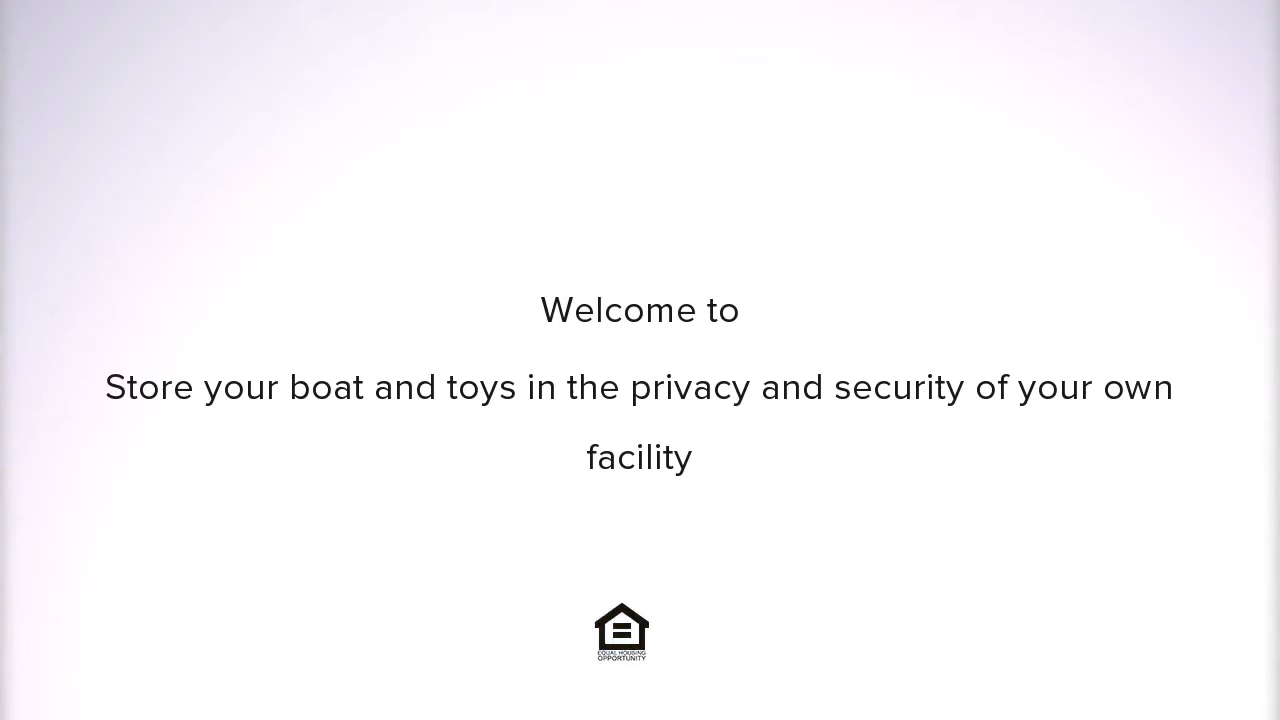 Welcome to
Store your boat and toys in the privacy and security of your own
facility
EQUAL HOUSING
OPPORTUNITY